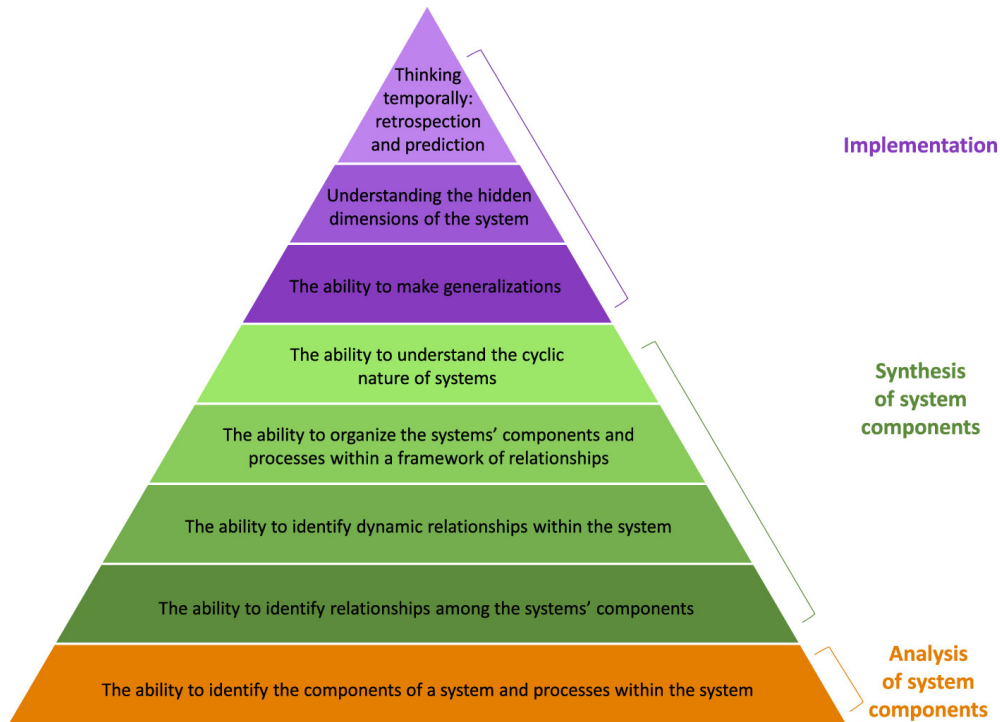 Thinking
temporally:
retrospection
and prediction
Implementation
Understanding the hidden
dimensions of the system
The ability to make generalizations
The ability to understand the cyclic
nature of systems
Synthesis
of system
components
The ability to organize the systems’ components and
processes within a framework of relationships
The ability to identify dynamic relationships within the system
The ability to identify relationships among the systems’ components
Analysis
of system
components
The ability to identify the components of a system and processes within the system